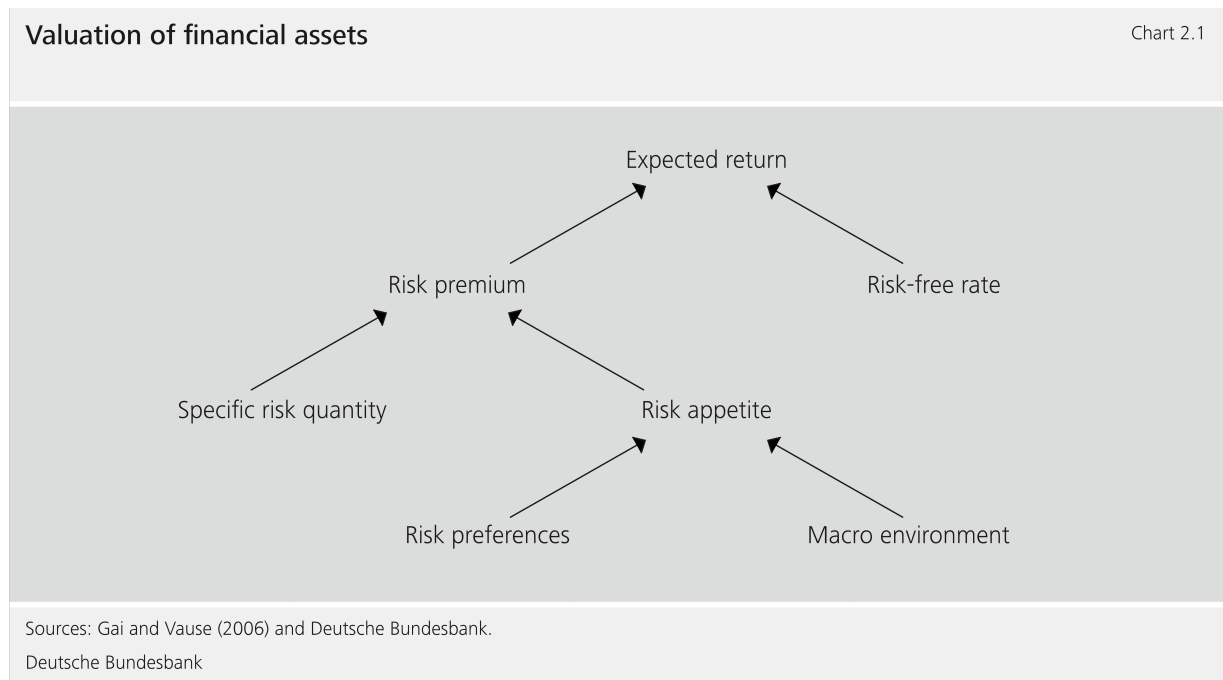 Valuation of financial assets
Chart 2.1
Expected return
Risk premium
Risk-free rate
Specific risk quantity
Risk appetite
Risk preferences
Macro environment
Sources: Gai and Vause (2006) and Deutsche Bundesbank.
Deutsche Bundesbank